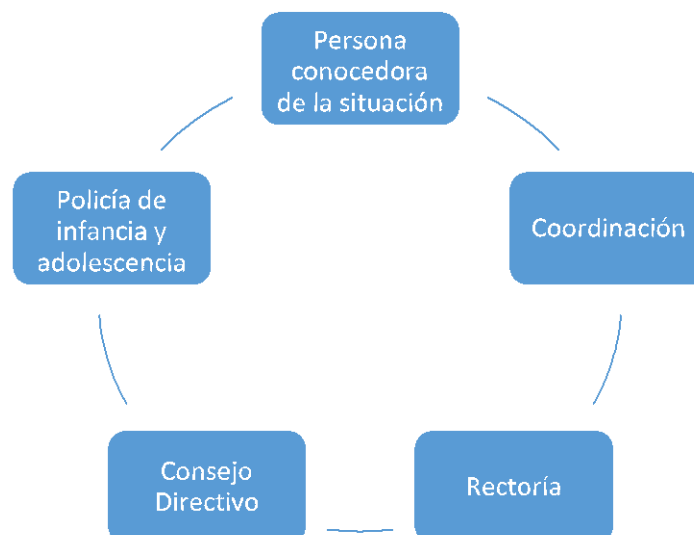 Persona
conocedora
de la situación
Coordinación
Rectoría
Consejo
Directivo
Policía de
infancia y
adolescencia